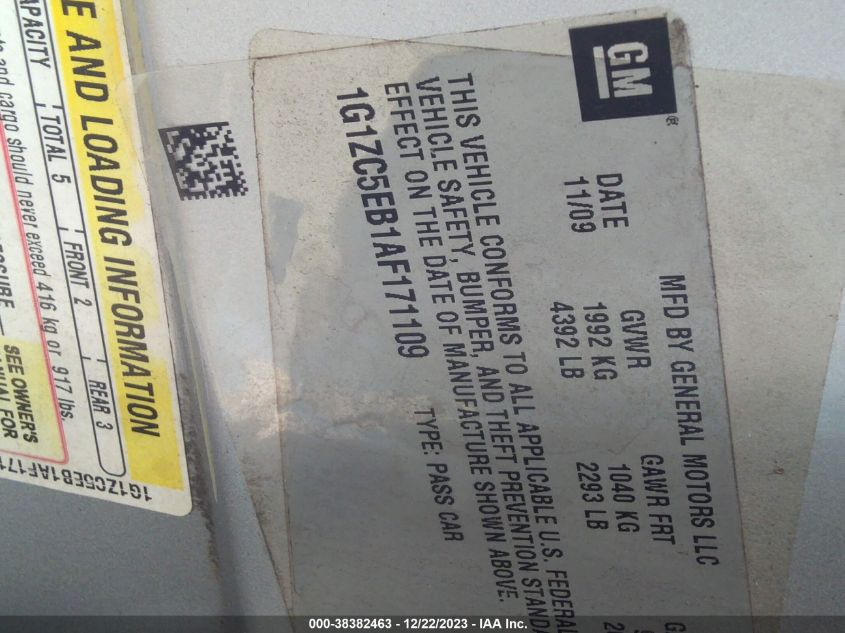 GM
®
MFD BY GENERAL MOTORS LLC
DATE GVWR GAWR FRT
11/09 1992 KG 1040 KG
4392 LB 2293 LB
THIS VEHICLE CONFORMS TO ALL APPLICABLE U.S. FEDERAL
VEHICLE SAFETY, BUMPER, AND THEFT PREVENTION
EFFECT ON THE DATE OF MANUFACTURE SHOWN ABOVE.
1G1ZC5EB1AF171109 TYPE: PASS CAR
AND LOADING INFORMATION
TOTAL 5 FRONT 2 REAR 3
and cargo should never exceed 416 kg or 917 lbs.
SEE OWNER'S
FOR
1G1ZC5EB1AF171
000-38382463 - 12/22/2023 - IAA Inc.